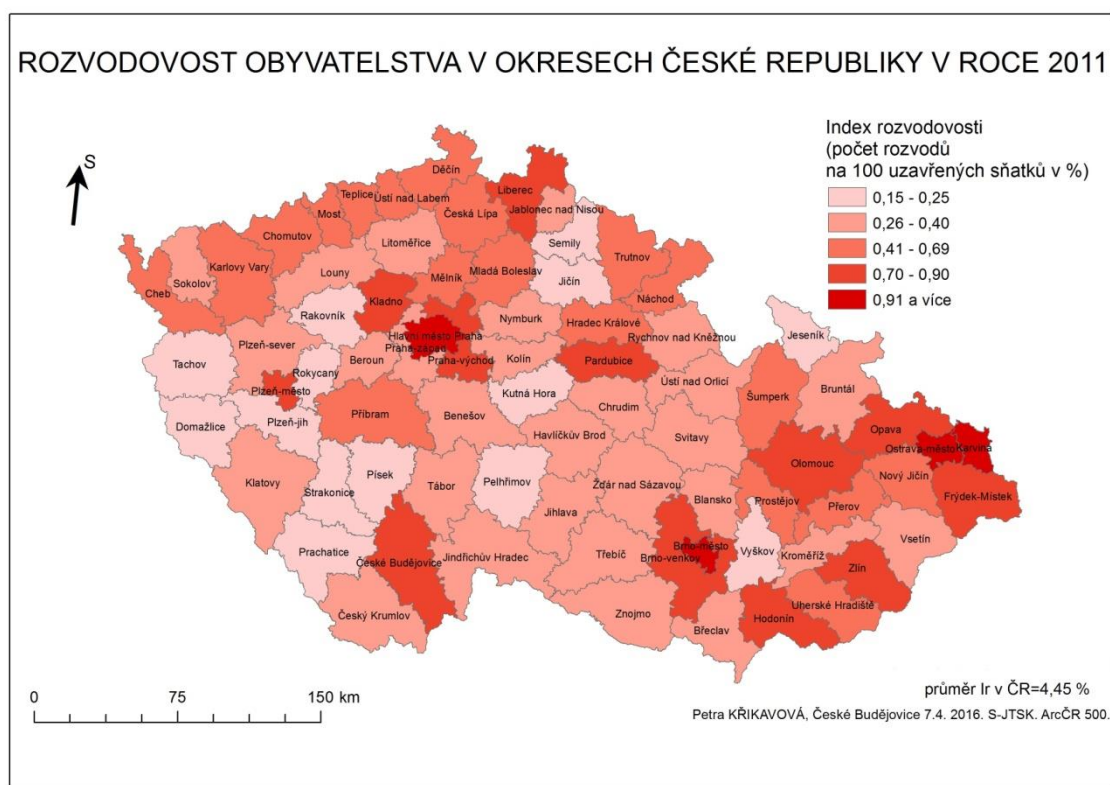 ROZVODOVOST OBYVATELSTVA V OKRESECH ČESKÉ REPUBLIKY V ROCE 2011
S
Index rozvodovosti
(počet rozvodů
na 100 uzavřených sňatků v %)
0,15 - 0,25
0,26 - 0,40
0,41 - 0,69
0,70 - 0,90
0,91 a více
Děčín
Liberec
Teplice
Ústí nad Labem
Most
Česká Lípa
Jablonec nad Nisou
Chomutov
Litoměřice
Semily
Trutnov
Karlovy Vary
Louny
Mělník
Mladá Boleslav
Jičín
Sokolov
Cheb
Kladno
Náchod
Rakovník
Nymburk
Hradec Králové
Hlavní město Praha
Rychnov nad Kněžnou
Jeseník
Plzeň-sever
Praha-západ
Beroun
Praha-východ
Kolín
Pardubice
Tachov
Rokycany
Ústí nad Orlicí
Bruntál
Plzeň-město
Kutná Hora
Šumperk
Příbram
Benešov
Chrudim
Domažlice
Plzeň-jih
Opava
Havlíčkův Brod
Svitavy
Ostrava-město
Karviná
Olomouc
Klatovy
Písek
Nový Jičín
Strakonice
Tábor
Pelhřimov
Žďár nad Sázavou
Blansko
Prostějov
Přerov
Frýdek-Místek
Jihlava
Vsetín
Prachatice
Brno-město
Vyškov
Kroměříž
České Budějovice
Jindřichův Hradec
Třebíč
Brno-venkov
Zlín
Uherské Hradiště
Český Krumlov
Znojmo
Hodonín
Břeclav
0 75 150 km
průměr Ir v ČR=4,45 %
Petra KŘIKAVOVÁ, České Budějovice 7.4. 2016. S-JTSK. ArcČR 500.